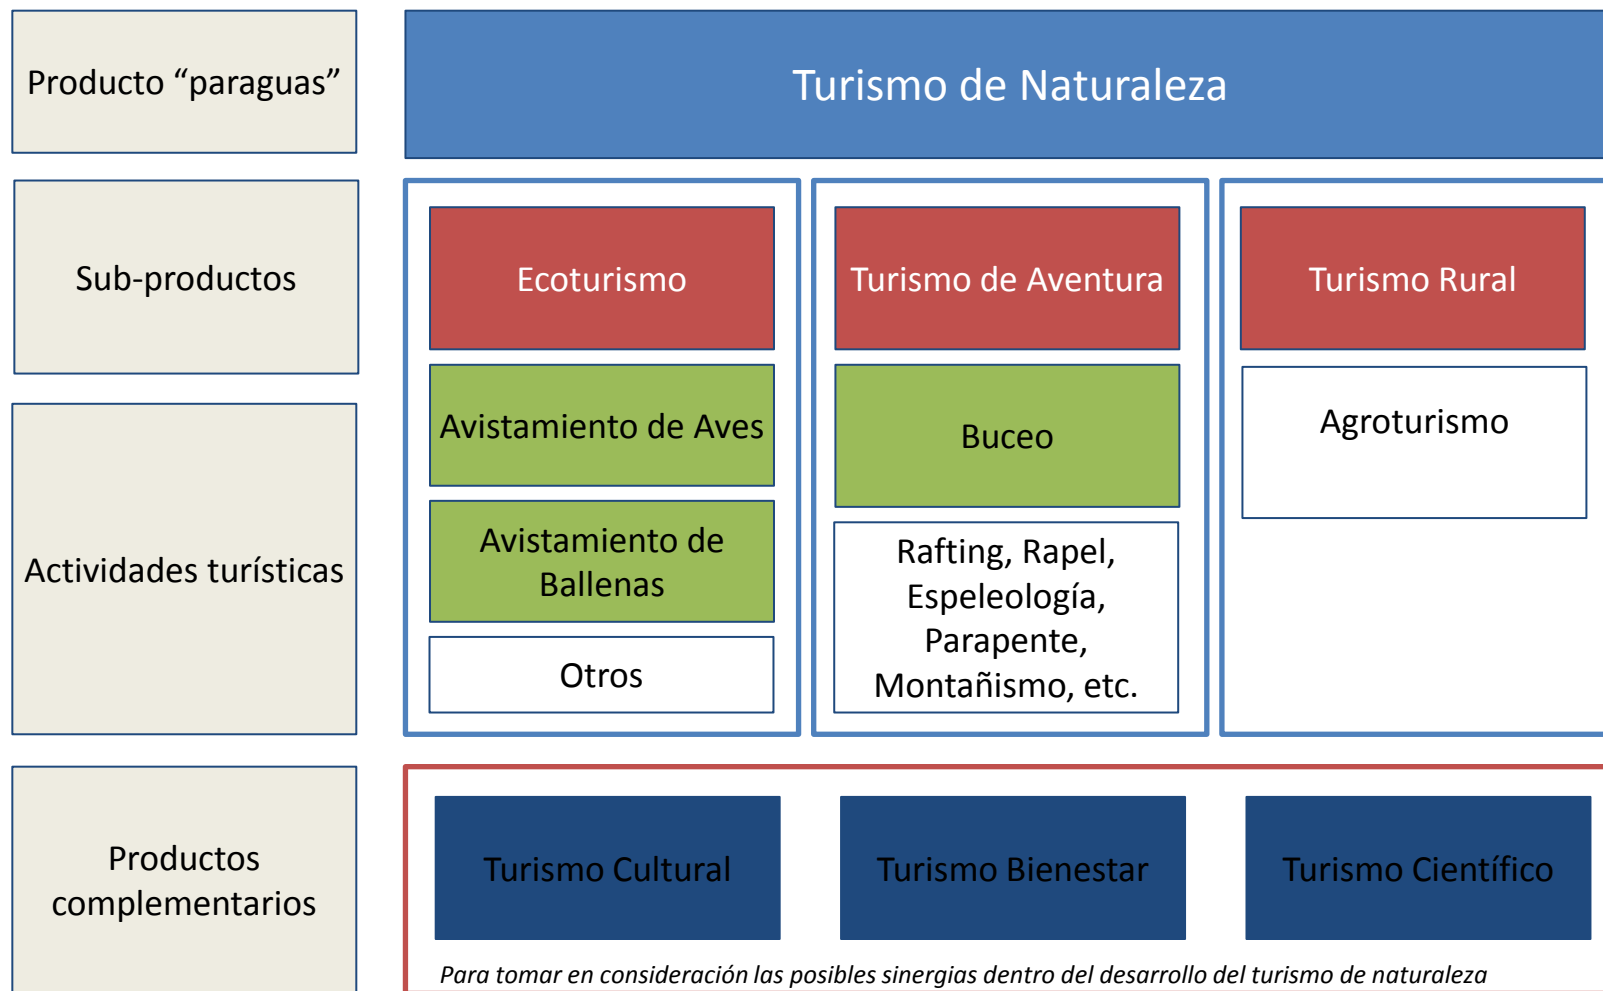 Producto “paraguas”
Turismo de Naturaleza
Sub-productos
Ecoturismo
Turismo de Aventura
Turismo Rural
Actividades turísticas
Avistamiento de Aves
Avistamiento de
Ballenas
Otros
Buceo
Rafting, Rapel,
Espeleología,
Parapente,
Montañismo, etc.
Agroturismo
Productos
complementarios
Turismo Cultural
Turismo Bienestar
Turismo Científico
Para tomar en consideración las posibles sinergias dentro del desarrollo del turismo de naturaleza